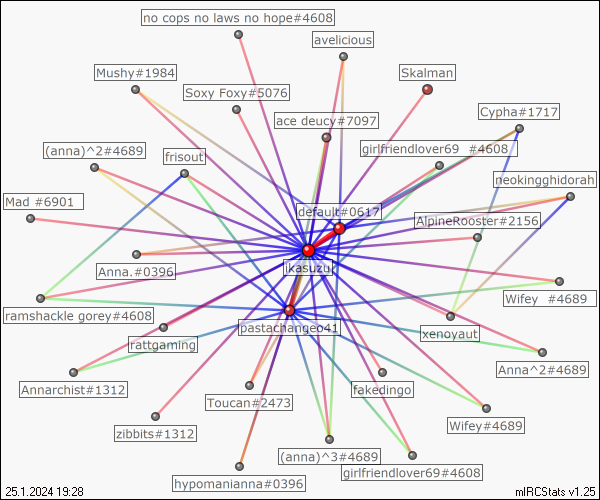 no cops no laws no hope#4608
avelicious
Mushy#1984
Skalman
Soxy Foxy#5076
Cypha#1717
ace deucy#7097
(anna)^2#4689
frisout
girlfriendlover69 #4608
neokingghidorah
Mad #6901
default#0617
AlpineRooster#2156
Anna.#0396
ikasuzu
Wifey #4689
ramshackle gorey#4608
pastachangeo41
xenoyaut
rattgaming
Anna^2#4689
Annarchist#1312
Toucan#2473
fakedingo
zibbits#1312
Wifey#4689
(anna)^3#4689
hypomanianna#0396
girlfriendlover69#4608
25.1.2024 19:28
mIRCStats v1.25